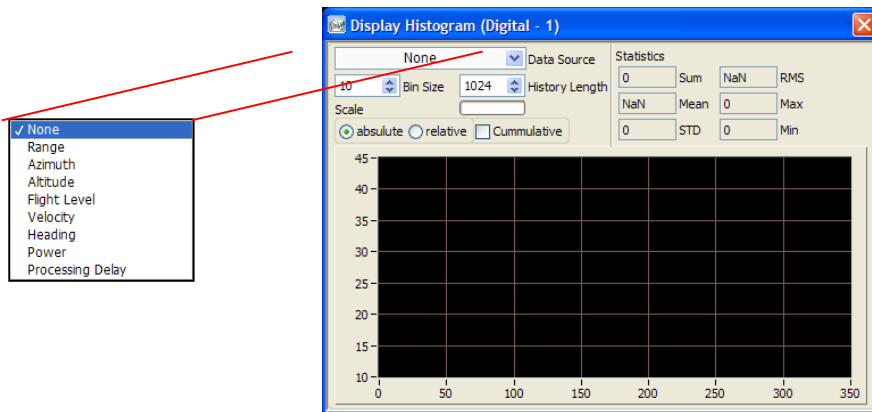 Display Histogram (Digital - 1)
None
Data Source
10
Bin Size
1024
History Length
Scale
absulute
relative
Cummulative
Statistics
0
Sum
NaN
RMS
NaN
Mean
0
Max
0
STD
0
Min
✓ None
Range
Azimuth
Altitude
Flight Level
Velocity
Heading
Power
Processing Delay
45
40
35
30
25
20
15
10
0 50 100 150 200 250 300 350